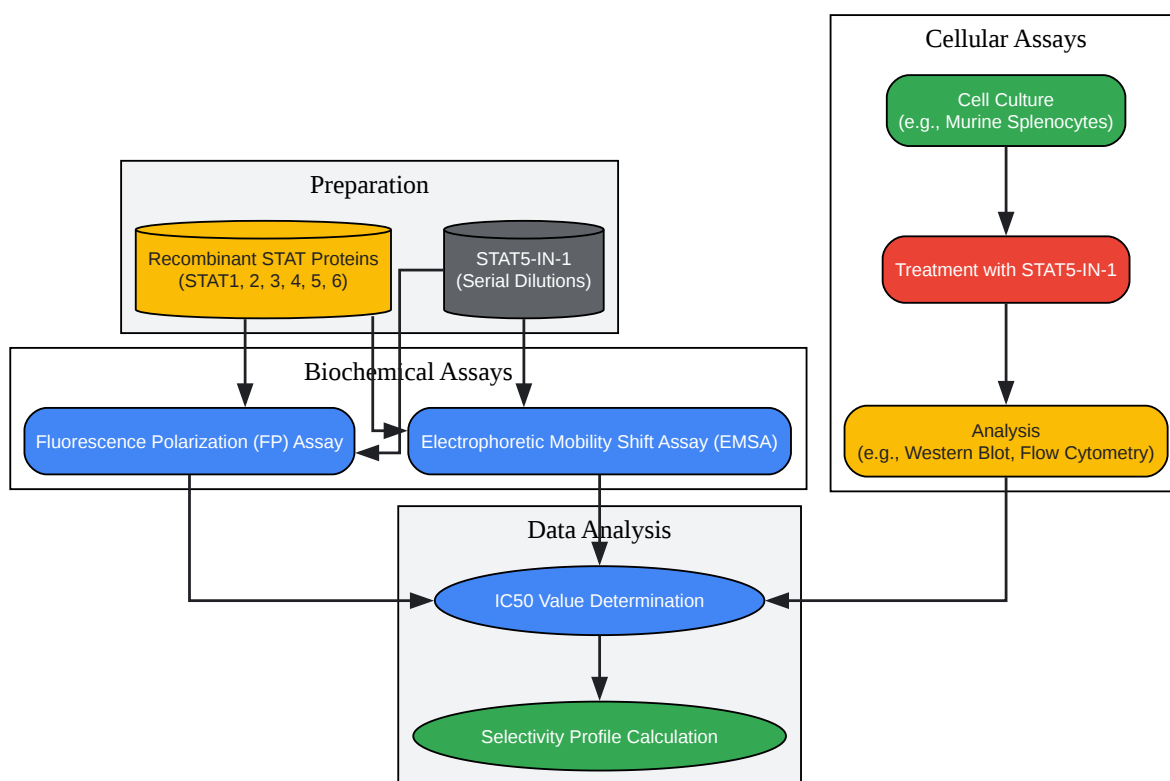 Cellular Assays
Cell Culture
(e.g., Murine Splenocytes)
Preparation
Recombinant STAT Proteins
(STAT1, 2, 3, 4, 5, 6)
STAT5-IN-1
(Serial Dilutions)
Treatment with STAT5-IN-1
Biochemical Assays
Fluorescence Polarization (FP) Assay
Electrophoretic Mobility Shift Assay (EMSA)
Analysis
(e.g., Western Blot, Flow Cytometry)
Data Analysis
IC50 Value Determination
Selectivity Profile Calculation